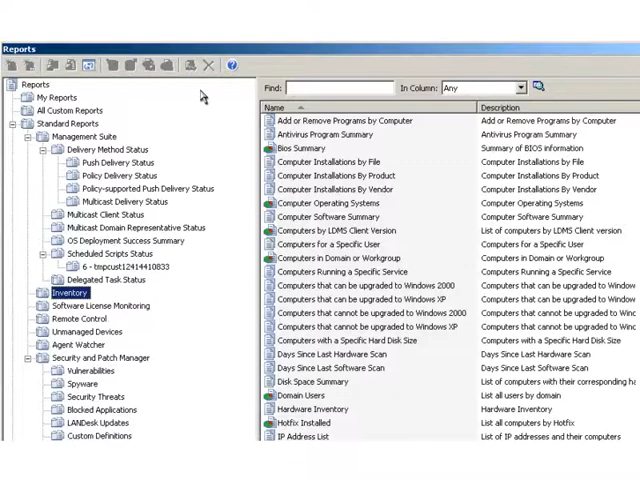 Reports
Reports
My Reports
All Custom Reports
Standard Reports
Management Suite
Delivery Method Status
Push Delivery Status
Policy Delivery Status
Policy-supported Push Delivery Status
Multicast Delivery Status
Multicast Client Status
Multicast Domain Representative Status
OS Deployment Success Summary
Scheduled Scripts Status
6 - tmpcust12414410833
Delegated Task Status
Inventory
Software License Monitoring
Remote Control
Unmanaged Devices
Agent Watcher
Security and Patch Manager
Vulnerabilities
Spyware
Security Threats
Blocked Applications
LANDesk Updates
Custom Definitions
Find: In Column: Any
Name Description
Add or Remove Programs by Computer Add or Remove Programs by Computer
Antivirus Program Summary Antivirus Program Summary
Bios Summary Summary of BIOS information
Computer Installations by File Computer Installations by File
Computer Installations by Product Computer Installations by Product
Computer Installations by Vendor Computer Installations by Vendor
Computer Operating Systems Computer Operating Systems
Computer Software Summary Computer Software Summary
Computers by LDMS Client Version List of computers by LDMS Client Version
Computers for a Specific User Computers for a Specific User
Computers in Domain or Workgroup Computers in Domain or Workgroup
Computers Running a Specific Service Computers Running a Specific Service
Computers that can be upgraded to Windows 2000 Computers that can be upgraded to Windows
Computers that can be upgraded to Windows XP Computers that can be upgraded to Windows
Computers that cannot be upgraded to Windows 2000 Computers that cannot be upgraded to Windo
Computers that cannot be upgraded to Windows XP Computers that cannot be upgraded to Windo
Computers with a Specific Hard Disk Size Computers with a Specific Hard Disk Size
Days Since Last Hardware Scan Days Since Last Hardware Scan
Days Since Last Software Scan Days Since Last Software Scan
Disk Space Summary List of computers with their corresponding ha
Domain Users List all users by domain
Hardware Inventory Hardware Inventory
Hotfix Installed List of computers by Hotfix
IP Address List List of IP addresses and their computers